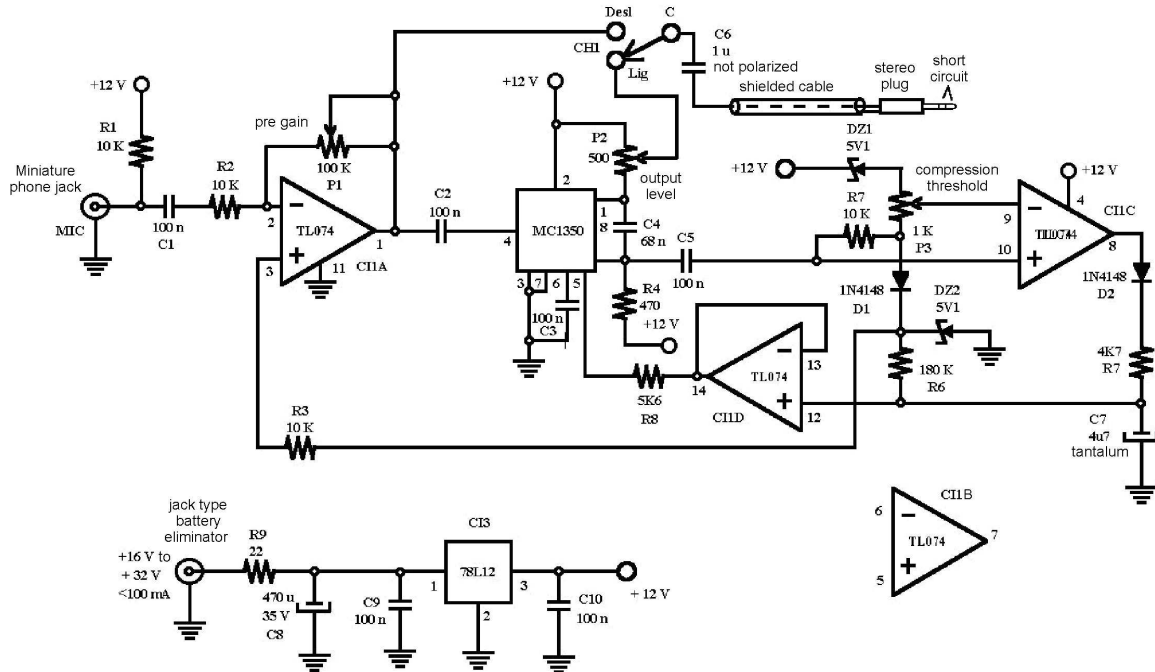 Desl
C
CH1
Lig
C6
1 u
not polarized
shielded cable
stereo
plug
short
circuit
+12 V
R1
10 K
Miniature
phone jack
MIC
100 n
C1
R2
10 K
pre gain
100 K
P1
2
3
TL074
1
11
CI1A
C2
100 n
4
+12 V
2
MC1350
P2
500
output
level
1
8
C4
68 n
3
7
6
5
100 n
C3
R4
470
+12 V
C5
100 n
DZ1
5V1
+12 V
R7
10 K
compression
threshold
1 K
P3
+12 V
4
9
10
TL074
CI1C
8
1N4148
D1
DZ2
5V1
1N4148
D2
180 K
R6
4K7
R7
13
TL074
14
12
CI1D
5K6
R8
R3
10 K
C7
4u7
tantalum
jack type
battery
eliminator
+16 V to
+ 32 V
<100 mA
R9
22
470 u
35 V
C8
C9
100 n
CI3
1
78L12
3
2
C10
100 n
+ 12 V
CI1B
6
TL074
7
5